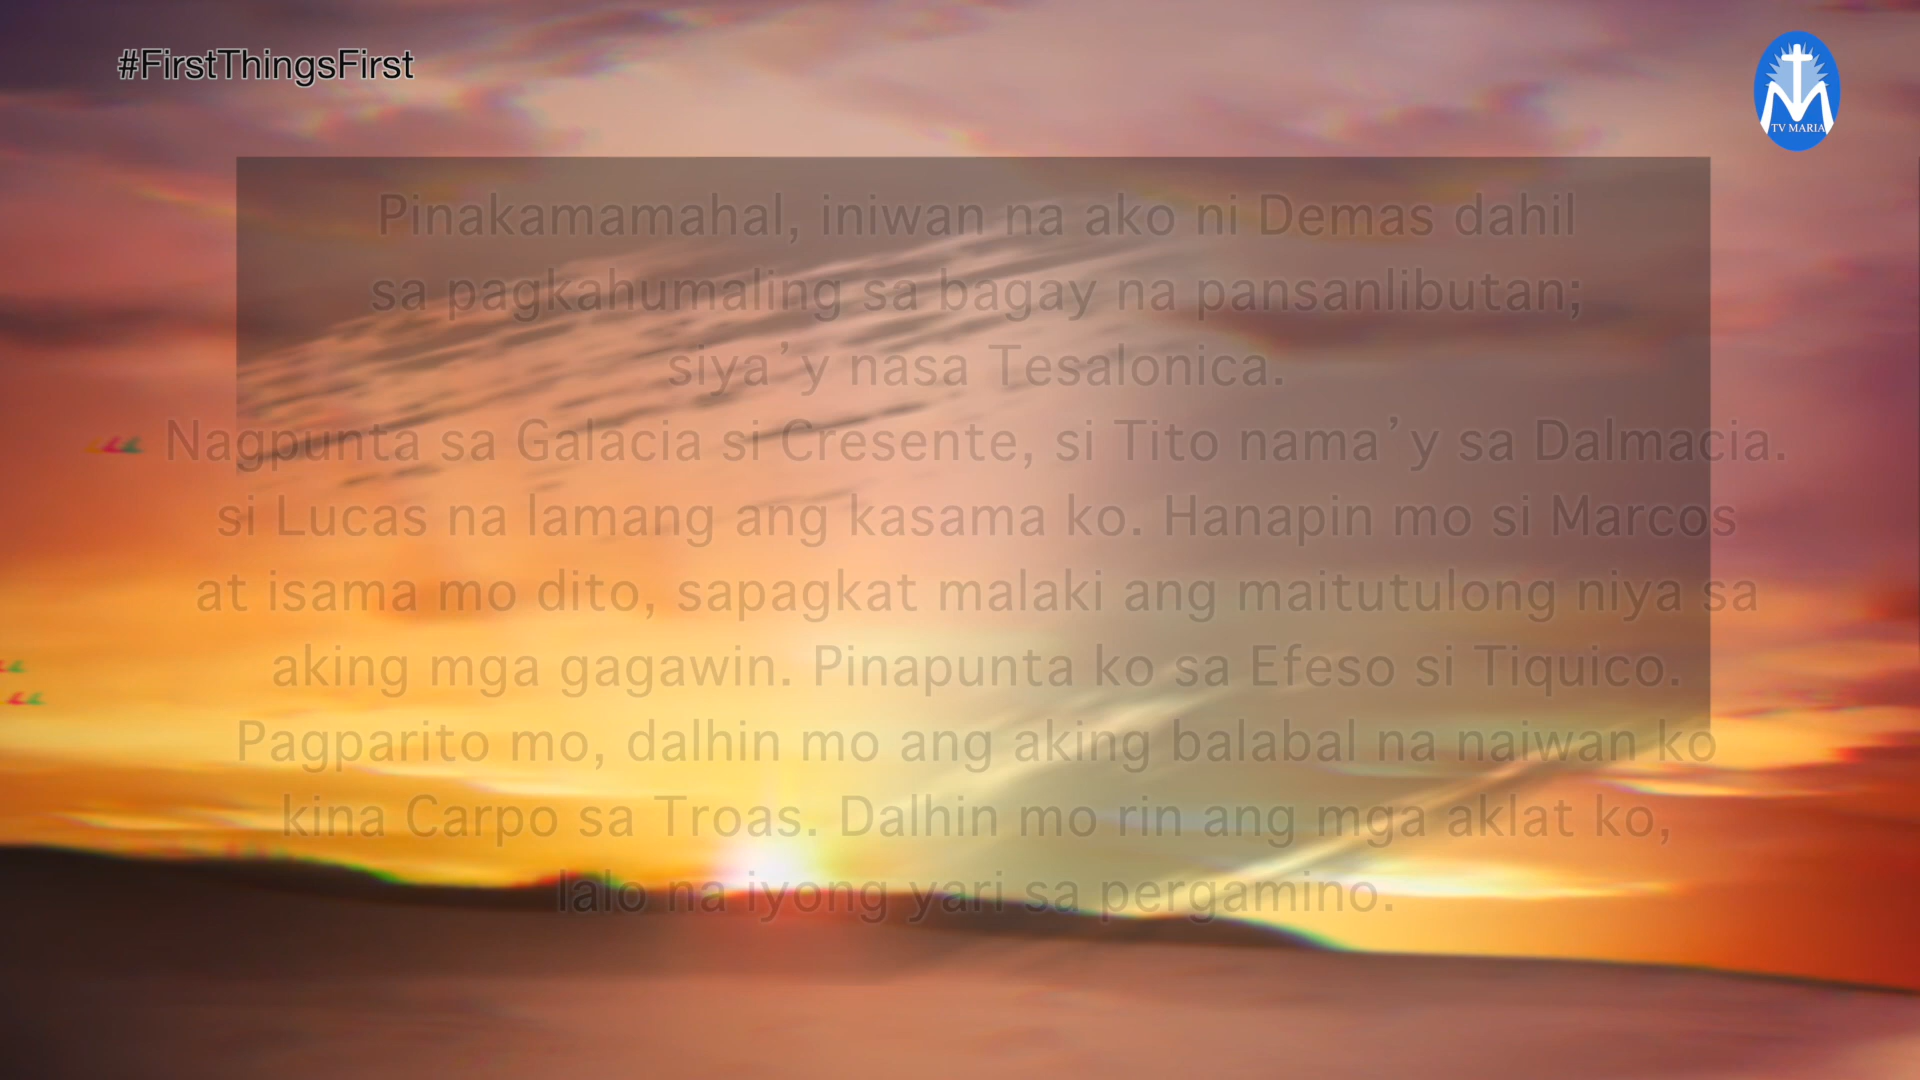 #FirstThingsFirst
TV MARIA
Pinakamamahal, iniwan na ako ni Demas dahil
sa pagkahumaling sa bagay na pansanlibutan;
siya’y nasa Tesalonica.
Nagpunta sa Galacia si Cresente, si Tito nama’y sa Dalmacia.
si Lucas na lamang ang kasama ko. Hanapin mo si Marcos
at isama mo dito, sapagkat malaki ang maitutulong niya sa
aking mga gagawin. Pinapunta ko sa Efeso si Tiquico.
Pagparito mo, dalhin mo ang aking balabal na naiwan ko
kina Carpo sa Troas. Dalhin mo rin ang mga aklat ko,
lalo na iyong yari sa pergamino.